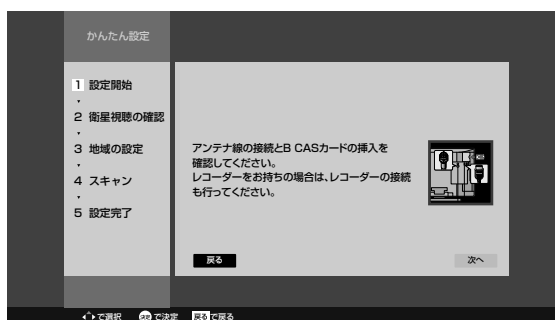 かんたん設定
1 設定開始
2 衛星視聴の確認
3 地域の設定
4 スキャン
5 設定完了
アンテナ線の接続とB CASカードの挿入を
確認してください。
レコーダーをお持ちの場合は、レコーダーの接続
も行ってください。
戻る 次へ
で選択 決定 で決定 戻る で戻る